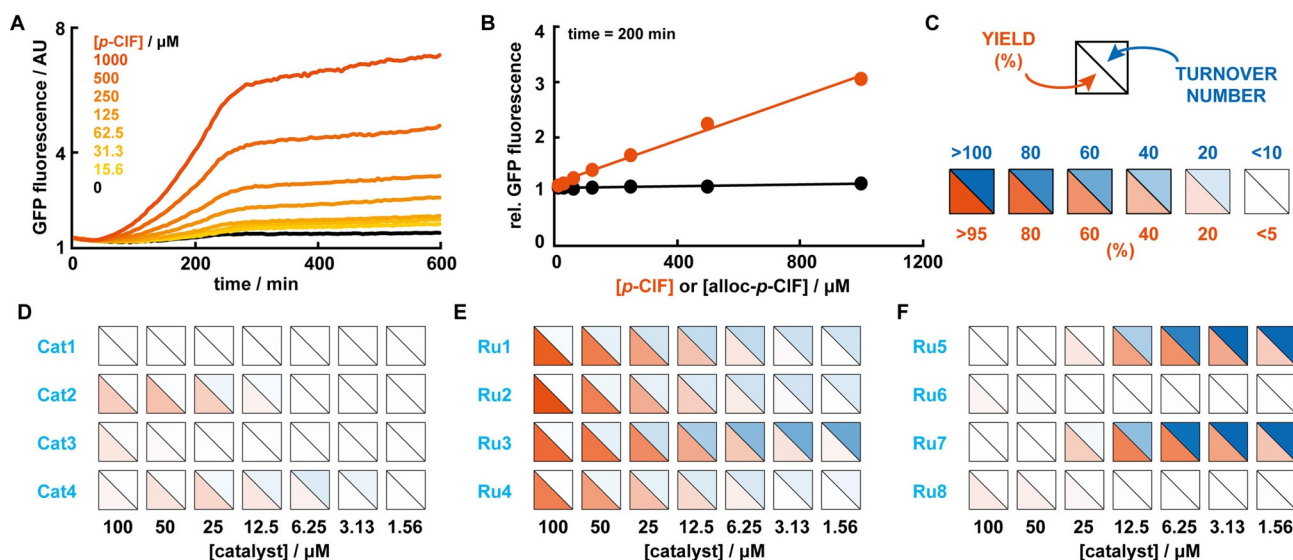 A
8
[p-ClF] / µM
1000
500
250
125
62.5
31.3
15.6
0
GFP fluorescence / AU
4
1
0
200
400
600
time / min
B
time = 200 min
4
3
2
1
0
rel. GFP fluorescence
0
400
800
1200
[p-ClF] or [alloc-p-ClF] / µM
C
YIELD
(%)
TURNOVER
NUMBER
>100 80 60 40 20 <10
>95 80 60 40 20 <5
(%)
D
Cat1
Cat2
Cat3
Cat4
100 50 25 12.5 6.25 3.13 1.56
[catalyst] / µM
E
Ru1
Ru2
Ru3
Ru4
100 50 25 12.5 6.25 3.13 1.56
[catalyst] / µM
F
Ru5
Ru6
Ru7
Ru8
100 50 25 12.5 6.25 3.13 1.56
[catalyst] / µM